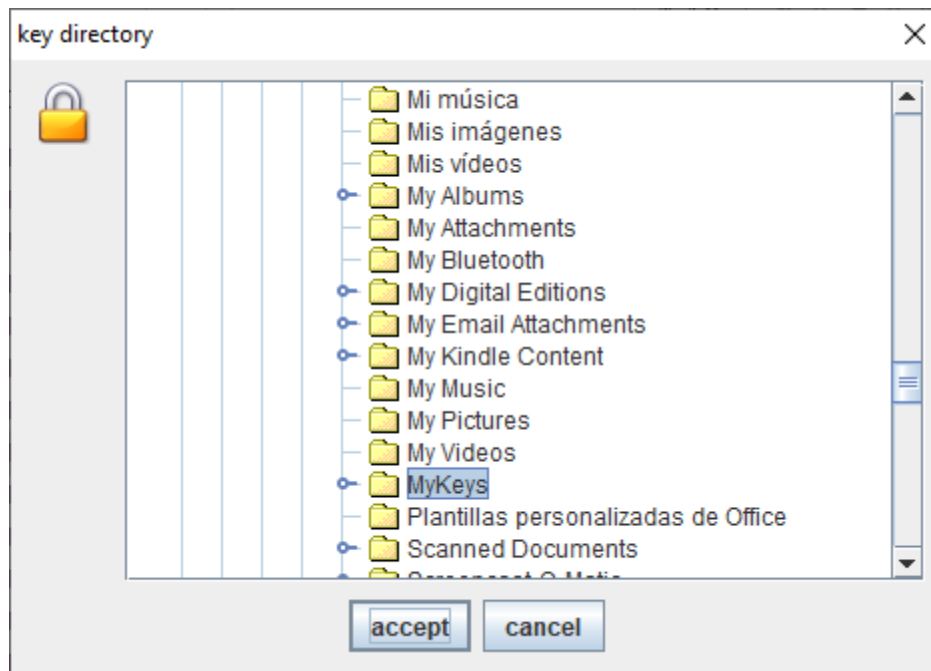 key directory
Mi música
Mis imágenes
Mis vídeos
My Albums
My Attachments
My Bluetooth
My Digital Editions
My Email Attachments
My Kindle Content
My Music
My Pictures
My Videos
MyKeys
Plantillas personalizadas de Office
Scanned Documents
accept cancel